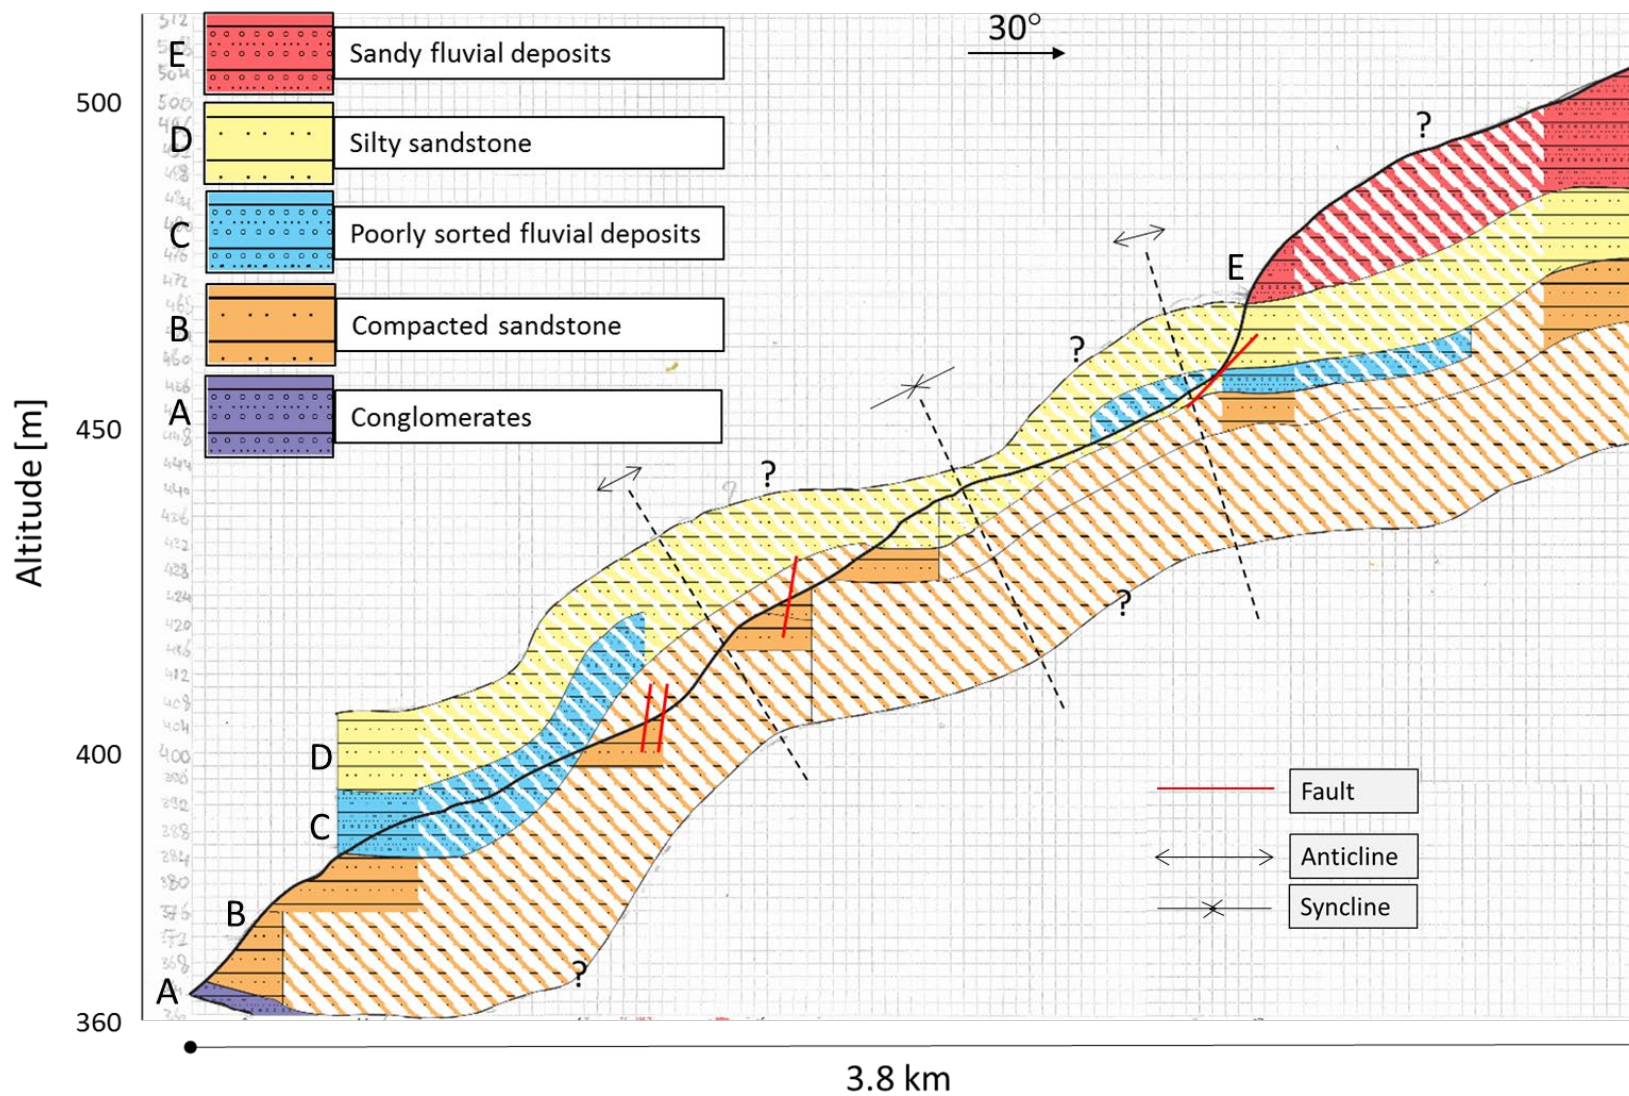 30°
E
Sandy fluvial deposits
500
D
Silty sandstone
C
Poorly sorted fluvial deposits
B
Compacted sandstone
A
Conglomerates
?
E
?
450
?
Altitude [m]
?
400
D
C
B
?
A
360
Fault
Anticline
Syncline
3.8 km